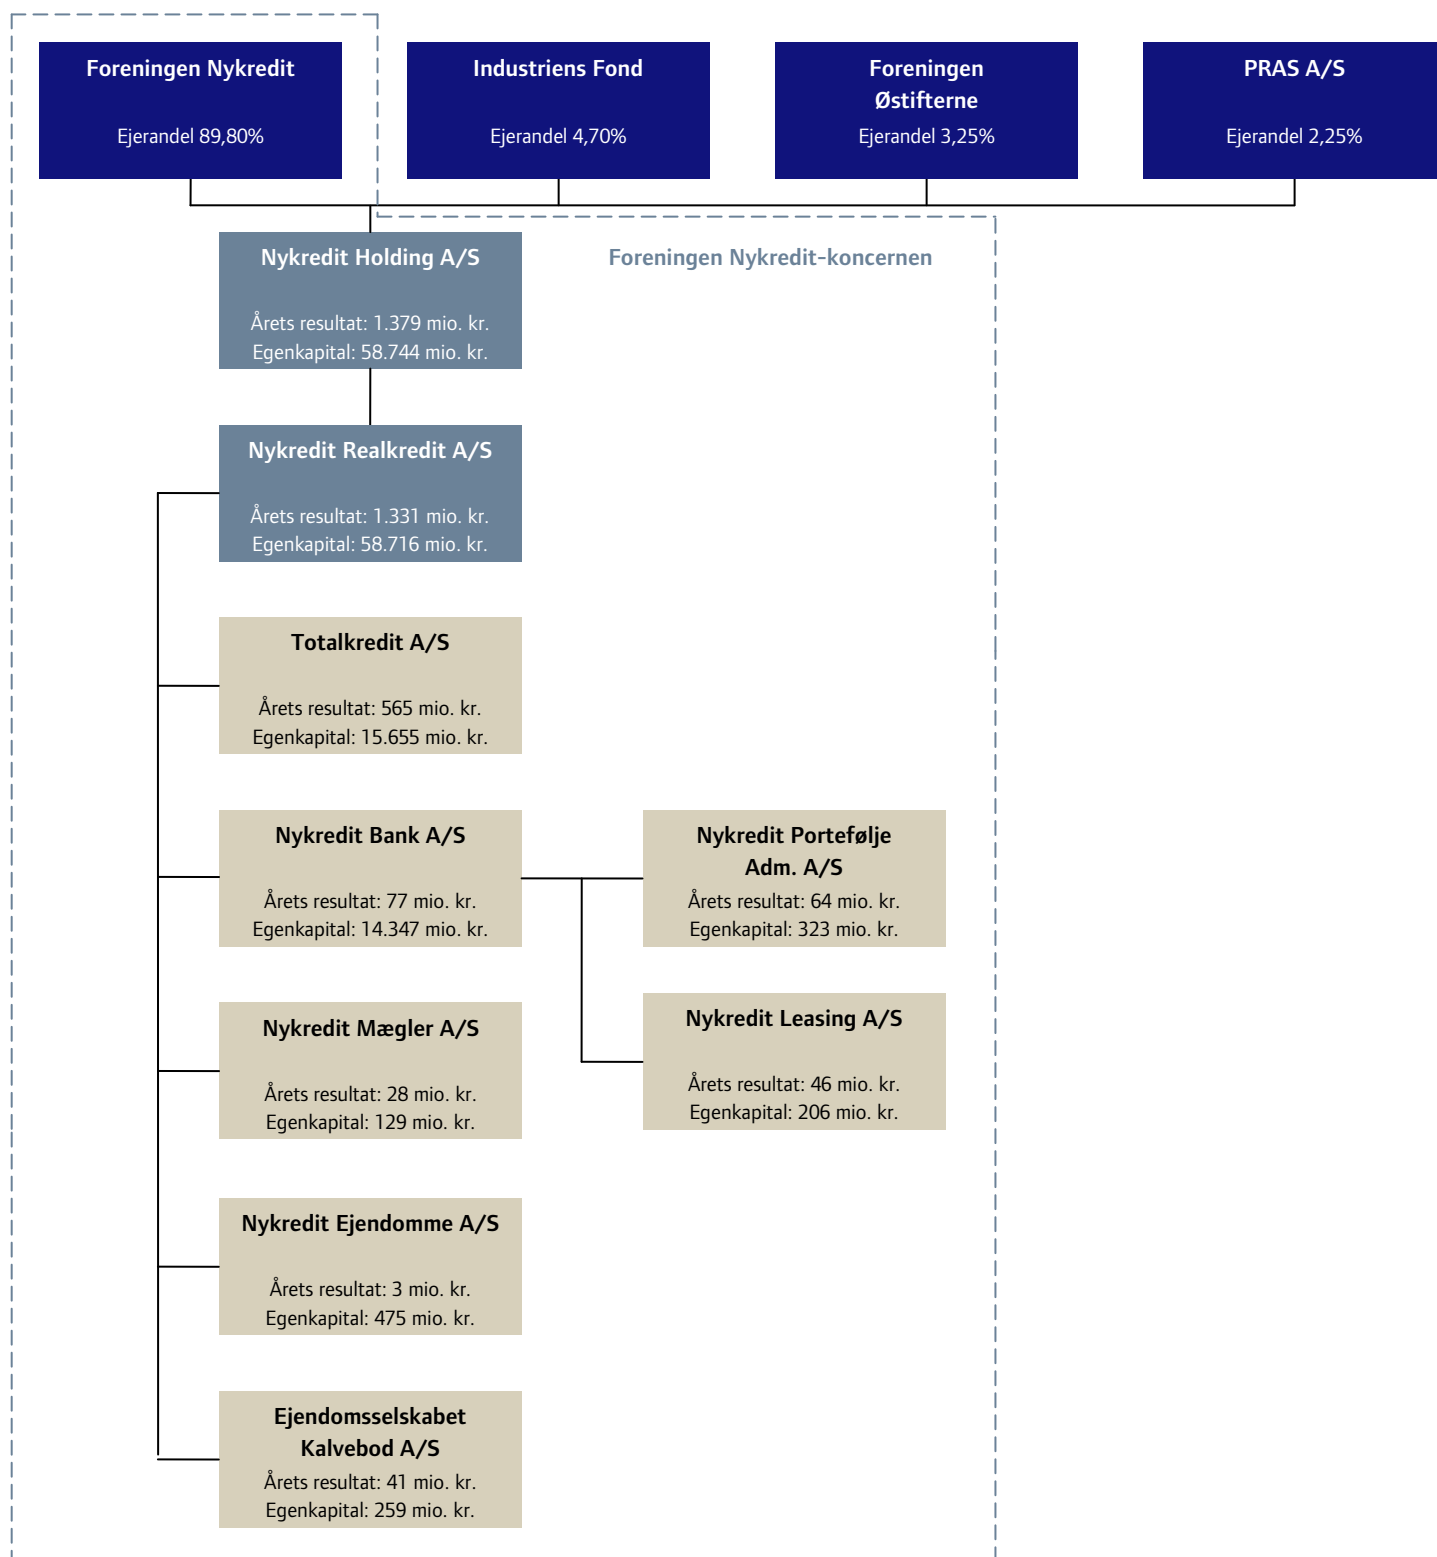 Foreningen Nykredit
Ejerandel 89,80%
Industriens Fond
Ejerandel 4,70%
Foreningen
Østifterne
Ejerandel 3,25%
PRAS A/S
Ejerandel 2,25%
Nykredit Holding A/S
Årets resultat: 1.379 mio. kr.
Egenkapital: 58.744 mio. kr.
Foreningen Nykredit-koncernen
Nykredit Realkredit A/S
Årets resultat: 1.331 mio. kr.
Egenkapital: 58.716 mio. kr.
Totalkredit A/S
Årets resultat: 565 mio. kr.
Egenkapital: 15.655 mio. kr.
Nykredit Bank A/S
Årets resultat: 77 mio. kr.
Egenkapital: 14.347 mio. kr.
Nykredit Portefølje
Adm. A/S
Årets resultat: 64 mio. kr.
Egenkapital: 323 mio. kr.
Nykredit Mægler A/S
Årets resultat: 28 mio. kr.
Egenkapital: 129 mio. kr.
Nykredit Leasing A/S
Årets resultat: 46 mio. kr.
Egenkapital: 206 mio. kr.
Nykredit Ejendomme A/S
Årets resultat: 3 mio. kr.
Egenkapital: 475 mio. kr.
Ejendomsselskabet
Kalvebod A/S
Årets resultat: 41 mio. kr.
Egenkapital: 259 mio. kr.